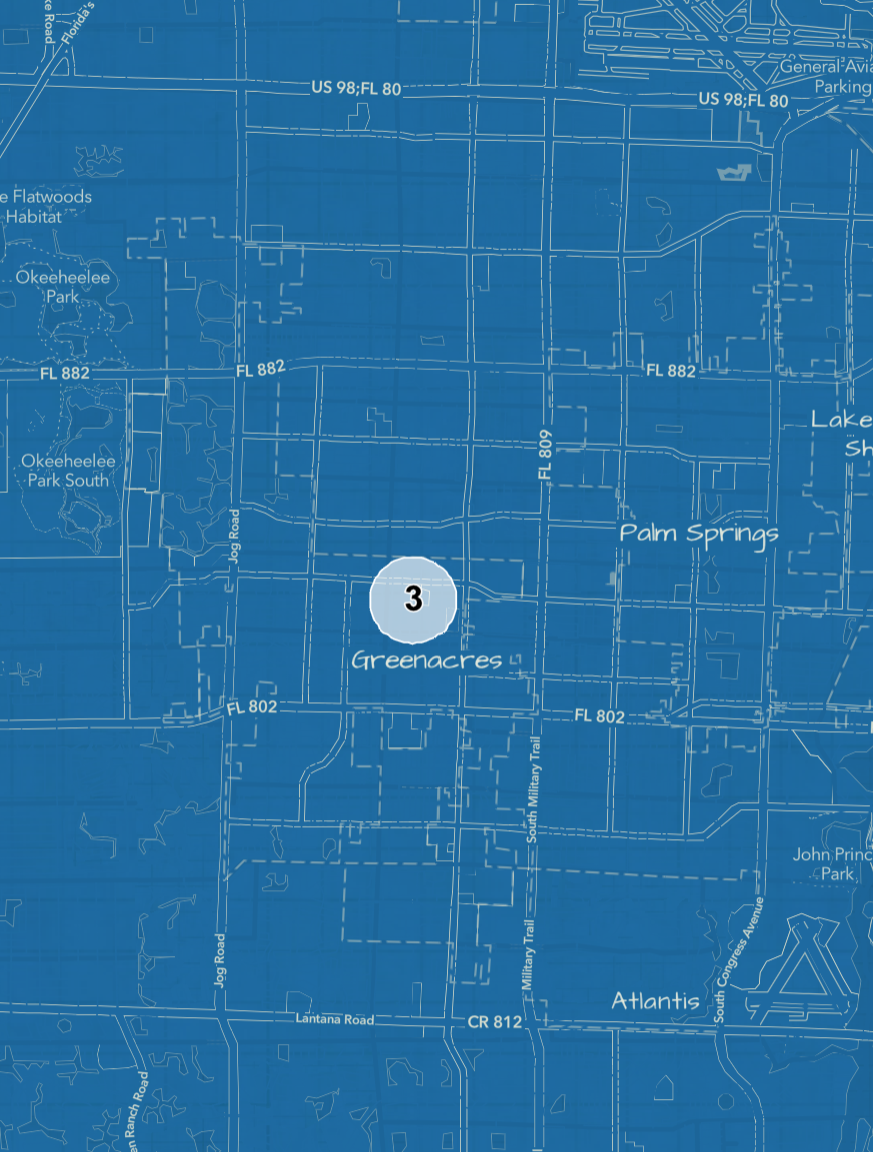 ke Road
Florida's
General Avia
Parking
US 98;FL 80
US 98;FL 80
e Flatwoods
Habitat
Okeeheelee
Park
FL 882
FL 882
FL 882
Lake
Sh
FL 809
Okeeheelee
Park South
Jog Road
Palm Springs
3
Greenacres
FL 802
FL 802
South Military Trail
John Princ
Park
Jog Road
Military Trail
South Congress Avenue
Atlantis
Lantana Road
CR 812
en Ranch Road